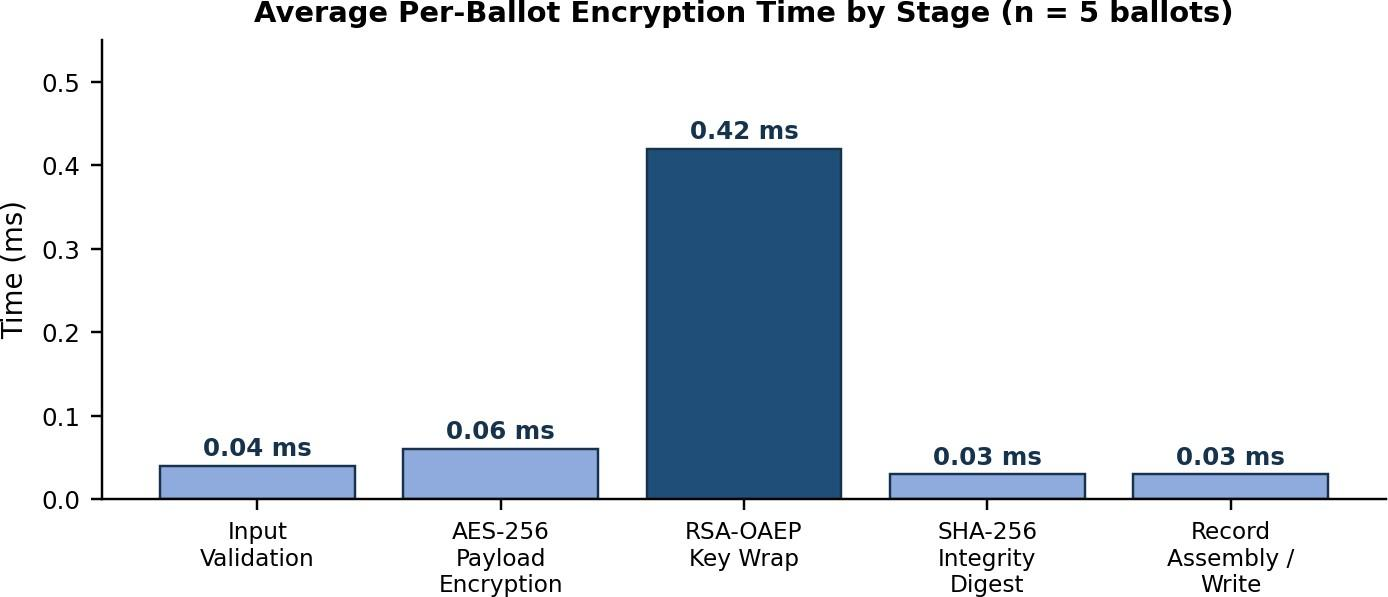 Average Per-Ballot Encryption Time by Stage (n = 5 ballots)
Time (ms)
0.5
0.4
0.3
0.2
0.1
0.0
0.04 ms
0.06 ms
0.42 ms
0.03 ms
0.03 ms
Input
Validation
AES-256
Payload
Encryption
RSA-OAEP
Key Wrap
SHA-256
Integrity
Digest
Record
Assembly /
Write